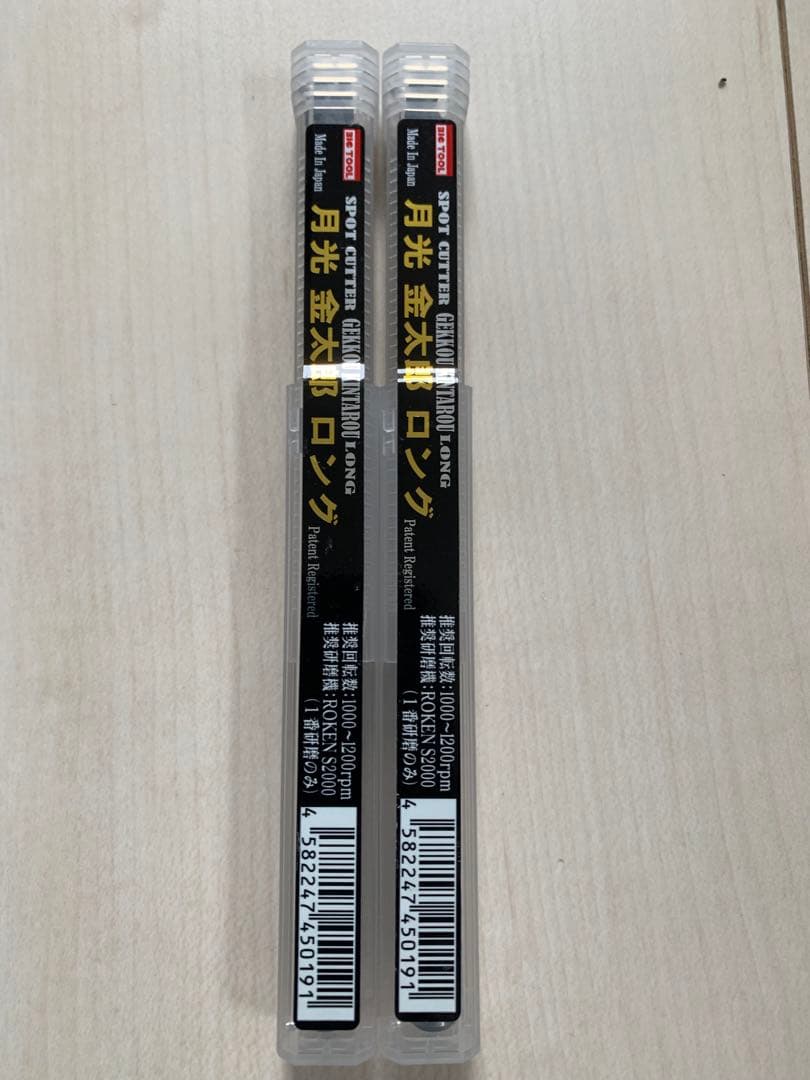 BIG TOOL
Made In Japan
SPOT CUTTER GEKKOU KINTAROU LONG
月光 金太郎 ロング
Patent Registered
推奨回転数:1000~1200rpm
推奨研磨機:ROKEN S2000
(1番研磨のみ)
4 582247 450191
BIG TOOL
Made In Japan
SPOT CUTTER GEKKOU KINTAROU LONG
月光 金太郎 ロング
Patent Registered
推奨回転数:1000~1200rpm
推奨研磨機:ROKEN S2000
(1番研磨のみ)
4 582247 450191